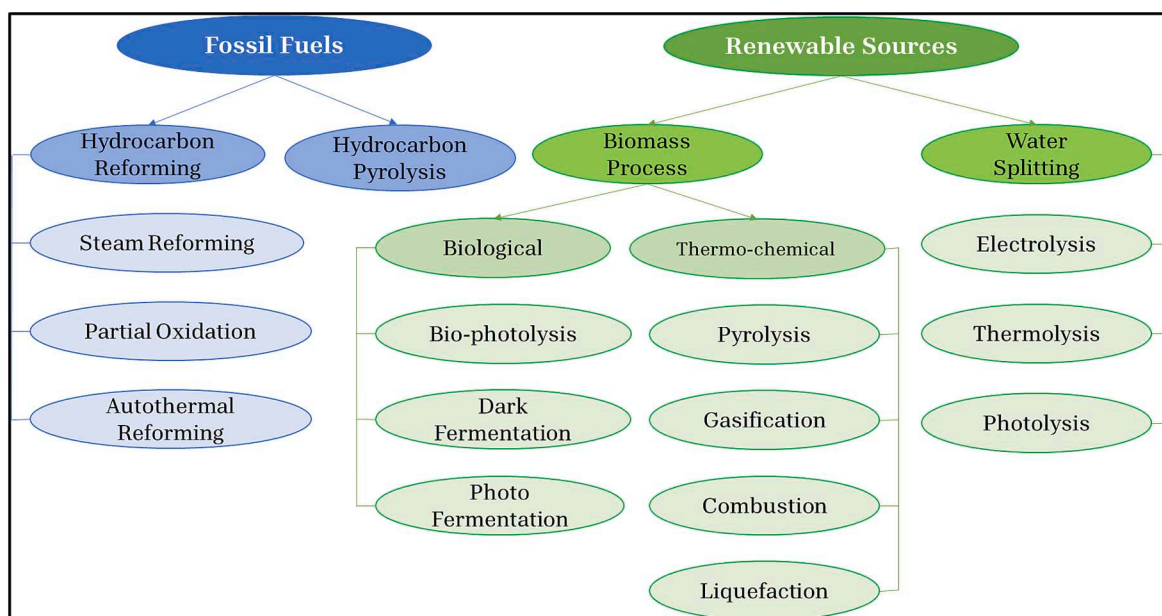 Fossil Fuels
Renewable Sources
Hydrocarbon
Reforming
Hydrocarbon
Pyrolysis
Biomass
Process
Water
Splitting
Steam Reforming
Biological
Thermo-chemical
Electrolysis
Partial Oxidation
Bio-photolysis
Pyrolysis
Thermolysis
Autothermal
Reforming
Dark
Fermentation
Gasification
Photolysis
Photo
Fermentation
Combustion
Liquefaction